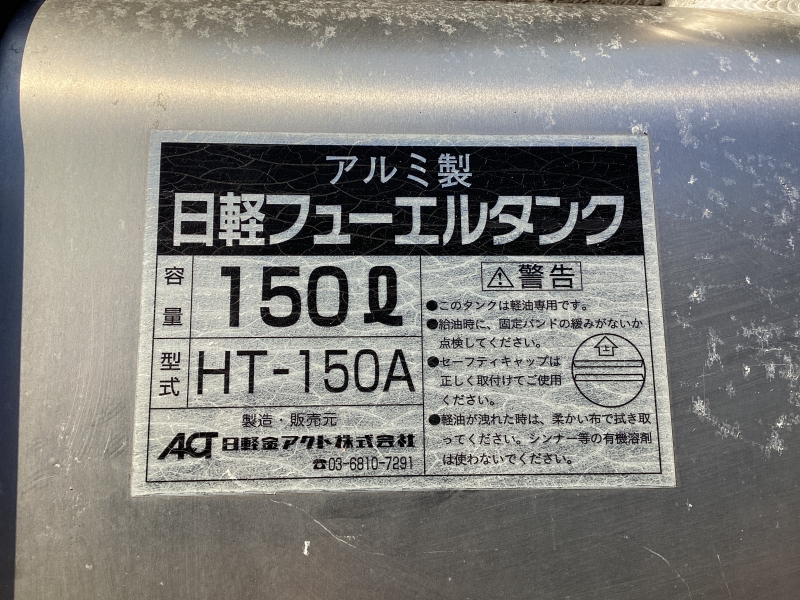 アルミ製
日軽フューエルタンク
容量
150ℓ
型式
HT-150A
製造・販売元
ACT 日軽金アクト株式会社
☎03-6810-7291
⚠警告
●このタンクは軽油専用です。
●給油時に、固定バンドの緩みがないか
点検してください。
●セーフティキャップは
正しく取付けてご使用
ください。
●軽油が洩れた時は、柔かい布で拭き取
ってください。シンナー等の有機溶剤
は使わないでください。